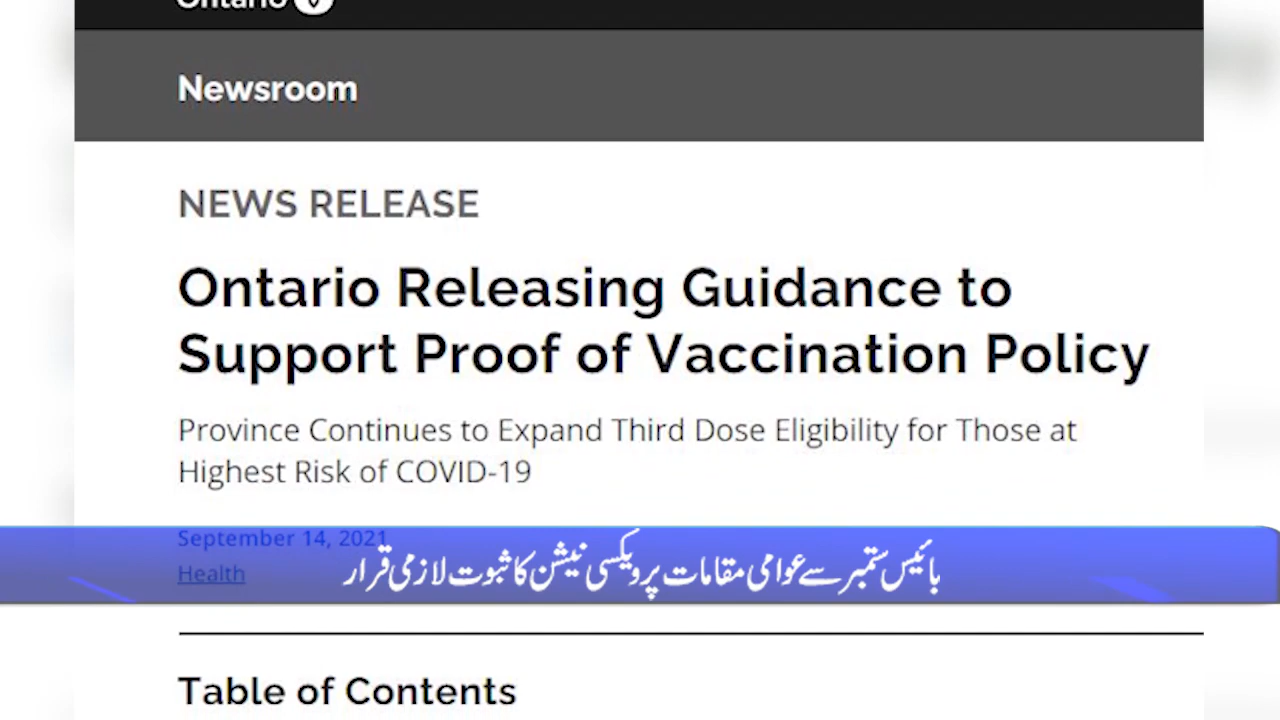 Ontario
Newsroom
NEWS RELEASE
Ontario Releasing Guidance to
Support Proof of Vaccination Policy
Province Continues to Expand Third Dose Eligibility for Those at
Highest Risk of COVID-19
September 14, 2021
Health
بائیس ستمبر سے عوامی مقامات پر ویکسی نیشن کا ثبوت لازمی قرار
Table of Contents